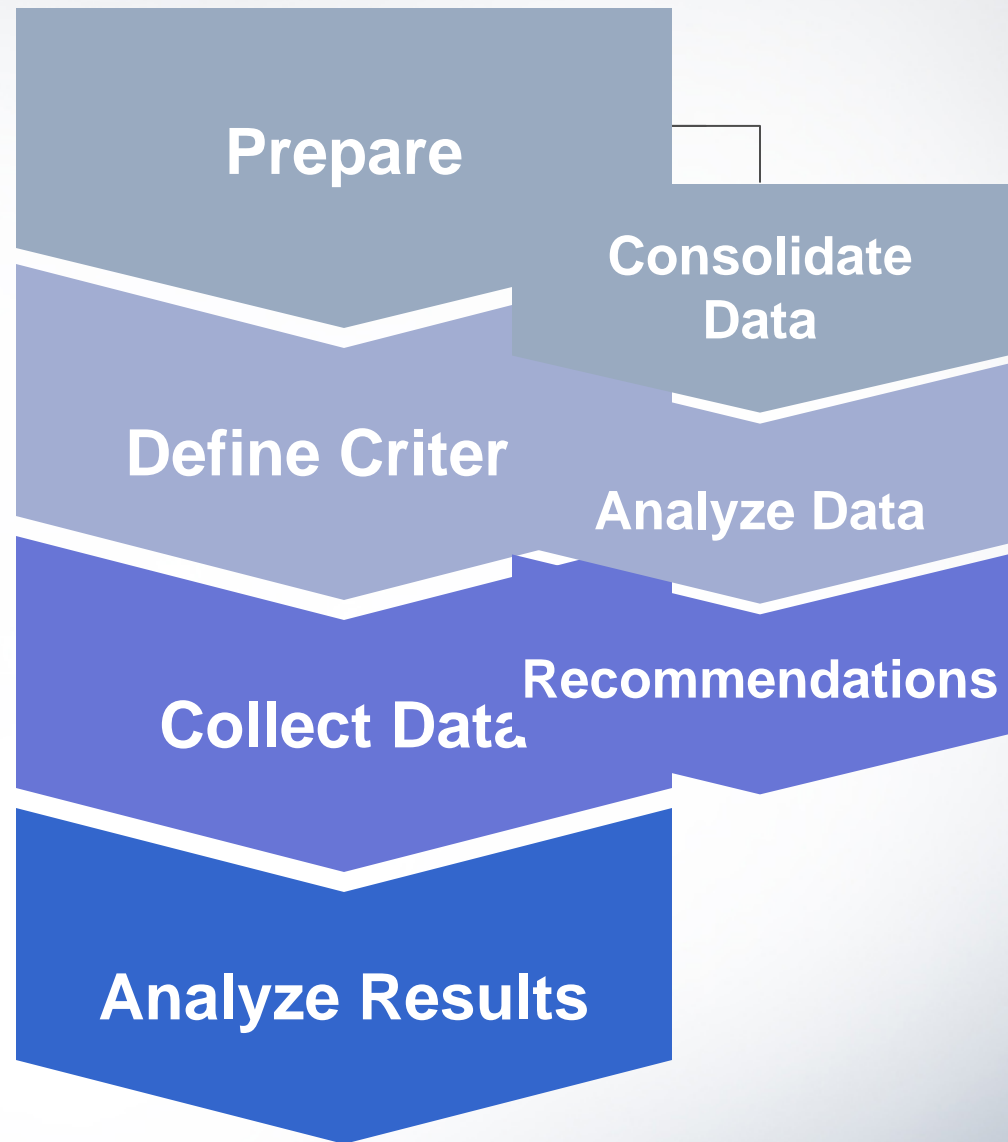 Prepare
Define Criter
Collect Data
Analyze Results
Consolidate
Data
Analyze Data
Recommendations